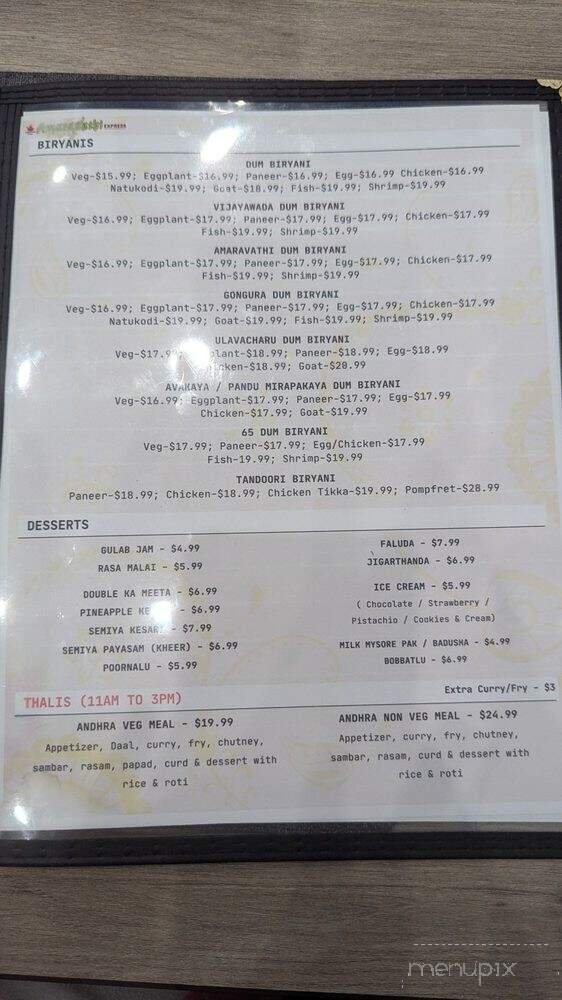 Amaravathi EXPRESS
BIRYANIS
DUM BIRYANI
Veg-$15.99; Eggplant-$16.99; Paneer-$16.99; Egg-$16.99 Chicken-$16.99
Natukodi-$19.99; Goat-$18.99; Fish-$19.99; Shrimp-$19.99
VIJAYAWADA DUM BIRYANI
Veg-$16.99; Eggplant-$17.99; Paneer-$17.99; Egg-$17.99; Chicken-$17.99
Fish-$19.99; Shrimp-$19.99
AMARAVATHI DUM BIRYANI
Veg-$16.99; Eggplant-$17.99; Paneer-$17.99; Egg-$17.99; Chicken-$17.99
Fish-$19.99; Shrimp-$19.99
GONGURA DUM BIRYANI
Veg-$16.99; Eggplant-$17.99; Paneer-$17.99; Egg-$17.99; Chicken-$17.99
Natukodi-$19.99; Goat-$19.99; Fish-$19.99; Shrimp-$19.99
ULAVACHARU DUM BIRYANI
Veg-$17.99; Eggplant-$18.99; Paneer-$18.99; Egg-$18.99
Chicken-$18.99; Goat-$20.99
AVAKAYA / PANDU MIRAPAKAYA DUM BIRYANI
Veg-$16.99; Eggplant-$17.99; Paneer-$17.99; Egg-$17.99
Chicken-$17.99; Goat-$19.99
65 DUM BIRYANI
Veg-$17.99; Paneer-$17.99; Egg/Chicken-$17.99
Fish-19.99; Shrimp-$19.99
TANDOORI BIRYANI
Paneer-$18.99; Chicken-$18.99; Chicken Tikka-$19.99; Pompfret-$28.99
DESSERTS
GULAB JAM - $4.99
RASA MALAI - $5.99
DOUBLE KA MEETA - $6.99
PINEAPPLE - $6.99
SEMIYA KESARI - $7.99
SEMIYA PAYASAM (KHEER) - $6.99
POORNALU - $5.99
FALUDA - $7.99
JIGARTHANDA - $6.99
ICE CREAM - $5.99
( Chocolate / Strawberry /
Pistachio / Cookies & Cream)
MILK MYSORE PAK / BADUSHA - $4.99
BOBBATLU - $6.99
THALIS (11AM TO 3PM)
Extra Curry/Fry - $3
ANDHRA VEG MEAL - $19.99
Appetizer, Daal, curry, fry, chutney,
sambar, rasam, papad, curd & dessert with
rice & roti
ANDHRA NON VEG MEAL - $24.99
Appetizer, curry, fry, chutney,
sambar, rasam, curd & dessert with
rice & roti
menupix